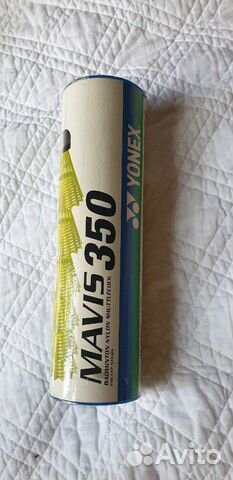 YONEX
MAVIS 350
BADMINTON NYLON SHUTTLECOCK
Avito